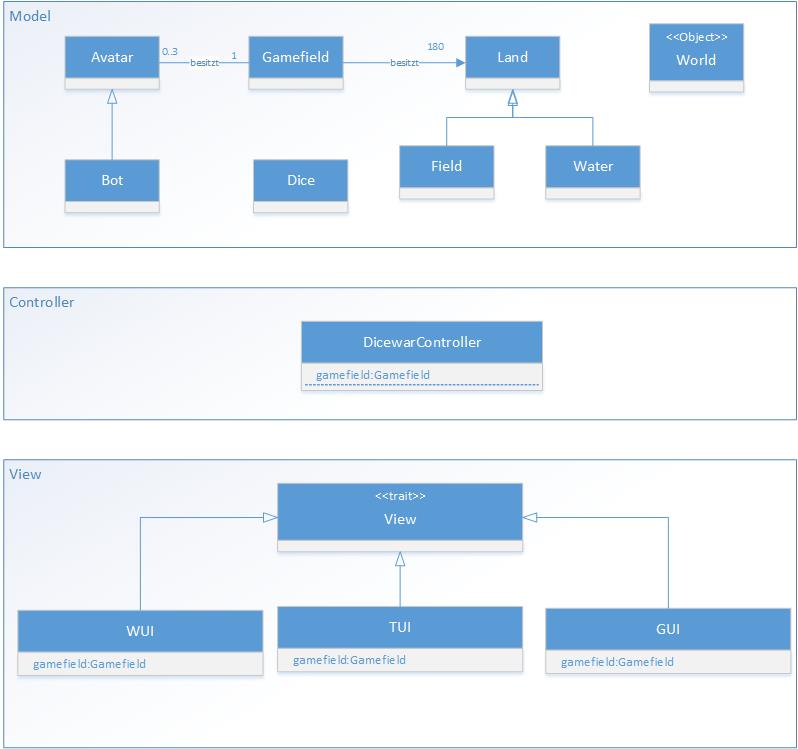 Model
Avatar
0..3
besitzt
1
Gamefield
180
besitzt
Land
<<Object>>
World
Bot
Dice
Field
Water
Controller
DicewarController
gamefield:Gamefield
View
<<trait>>
View
WUI
gamefield:Gamefield
TUI
gamefield:Gamefield
GUI
gamefield:Gamefield